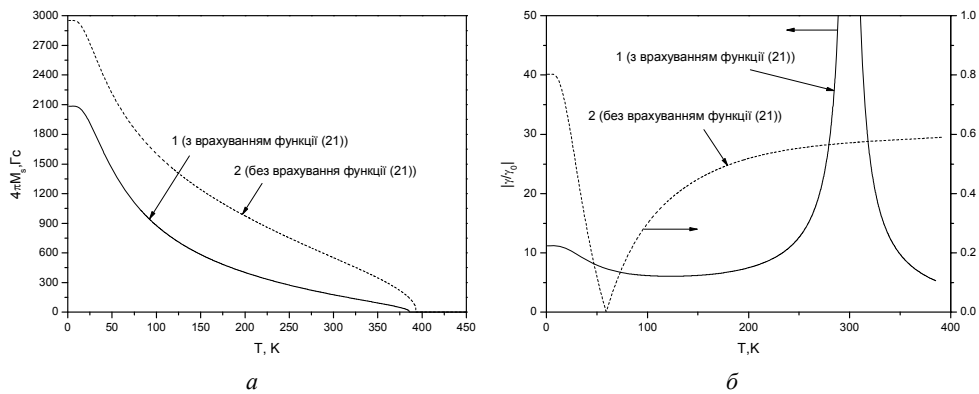 3000
2700
2400
2100
1800
1500
1200
900
600
300
0
4πMs,Гс
1 (з врахуванням функції (21))
2 (без врахування функції (21))
0 50 100 150 200 250 300 350 400 450
T, K
а
50
40
30
20
10
0
|γ/γ0|
1.0
0.8
0.6
0.4
0.2
0.0
1 (з врахуванням функції (21))
2 (без врахуванням функції (21))
0 100 200 300 400
T,K
б